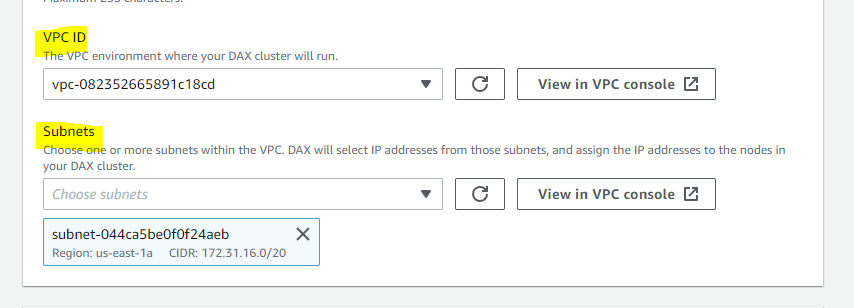 Maximum 255 characters.
VPC ID
The VPC environment where your DAX cluster will run.
vpc-082352665891c18cd
View in VPC console
Subnets
Choose one or more subnets within the VPC. DAX will select IP addresses from those subnets, and assign the IP addresses to the nodes in
your DAX cluster.
Choose subnets
View in VPC console
subnet-044ca5be0f0f24aeb
Region: us-east-1a CIDR: 172.31.16.0/20